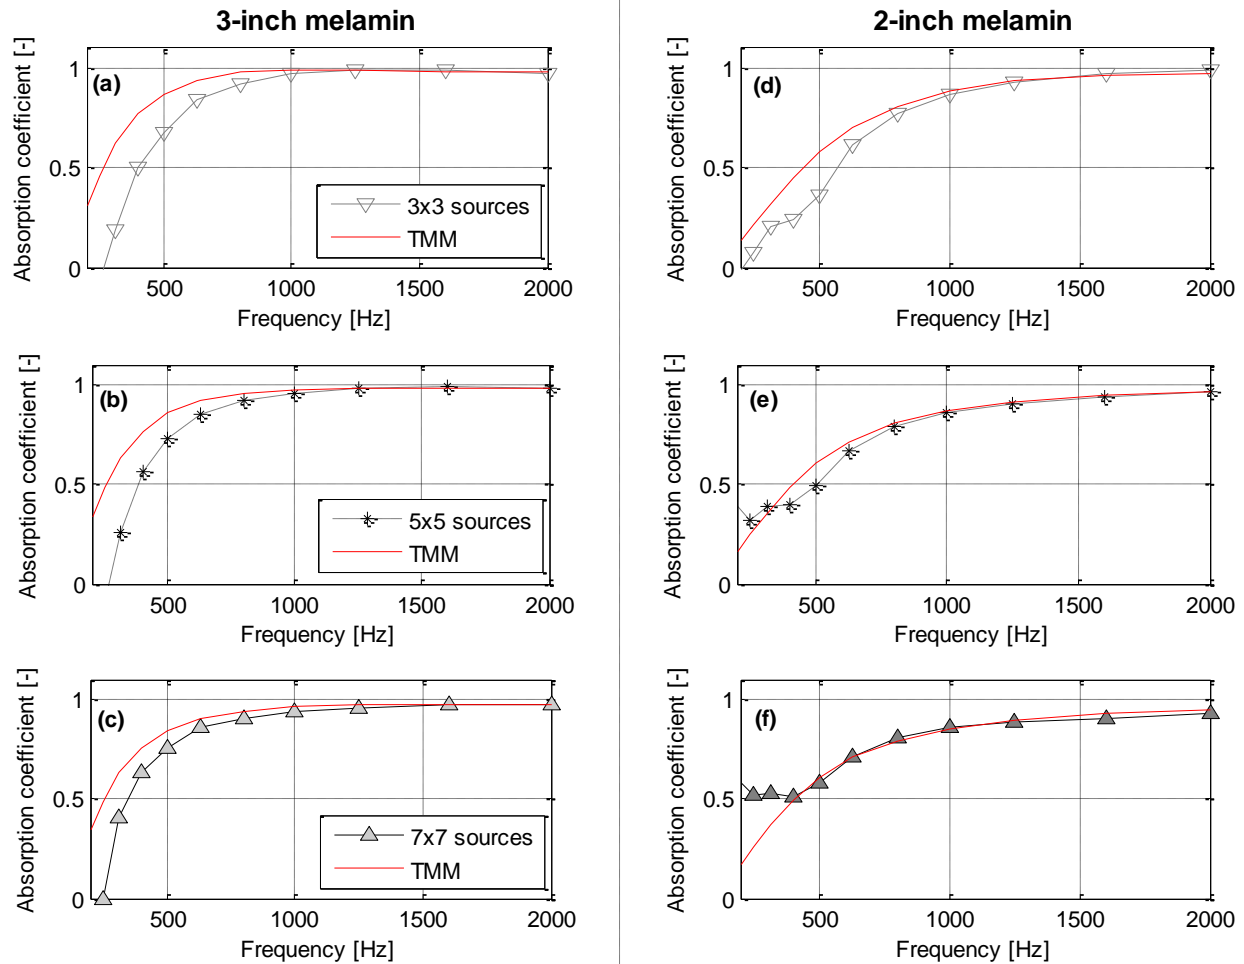 3-inch melamin
Absorption coefficient [-]
1
0.5
0
(a)
3x3 sources
TMM
500
1000
1500
2000
Frequency [Hz]
Absorption coefficient [-]
1
0.5
0
(b)
5x5 sources
TMM
500
1000
1500
2000
Frequency [Hz]
Absorption coefficient [-]
1
0.5
0
(c)
7x7 sources
TMM
500
1000
1500
2000
Frequency [Hz]
2-inch melamin
Absorption coefficient [-]
1
0.5
0
(d)
500
1000
1500
2000
Frequency [Hz]
Absorption coefficient [-]
1
0.5
0
(e)
500
1000
1500
2000
Frequency [Hz]
Absorption coefficient [-]
1
0.5
0
(f)
500
1000
1500
2000
Frequency [Hz]